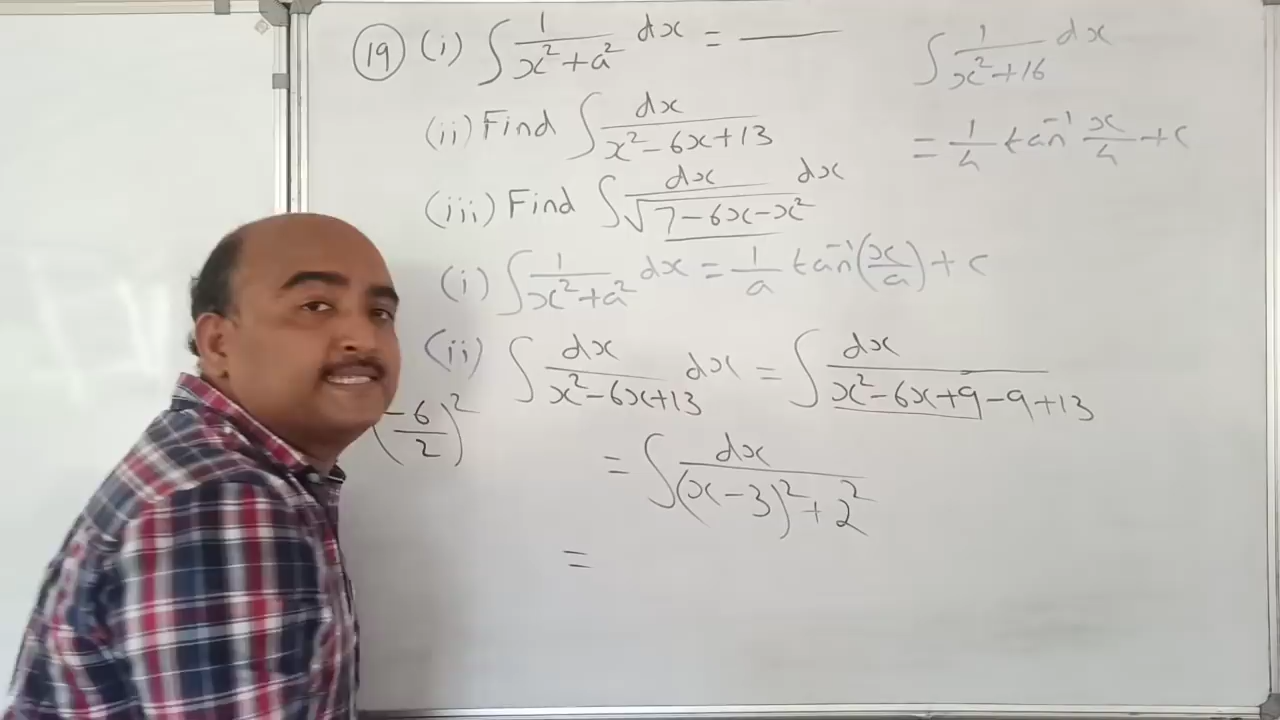 (19) (i) ∫ 1/(x²+a²) dx = ____
∫ 1/(x²+16) dx
= 1/4 tan⁻¹ x/4 + c
(ii) Find ∫ dx/(x²-6x+13)
(iii) Find ∫ dx/√(7-6x-x²) dx
(i) ∫ 1/(x²+a²) dx = 1/a tan⁻¹(x/a) + c
(ii) ∫ dx/(x²-6x+13) dx = ∫ dx/(x²-6x+9-9+13)
(-6/2)²
= ∫ dx/((x-3)²+2²)
=